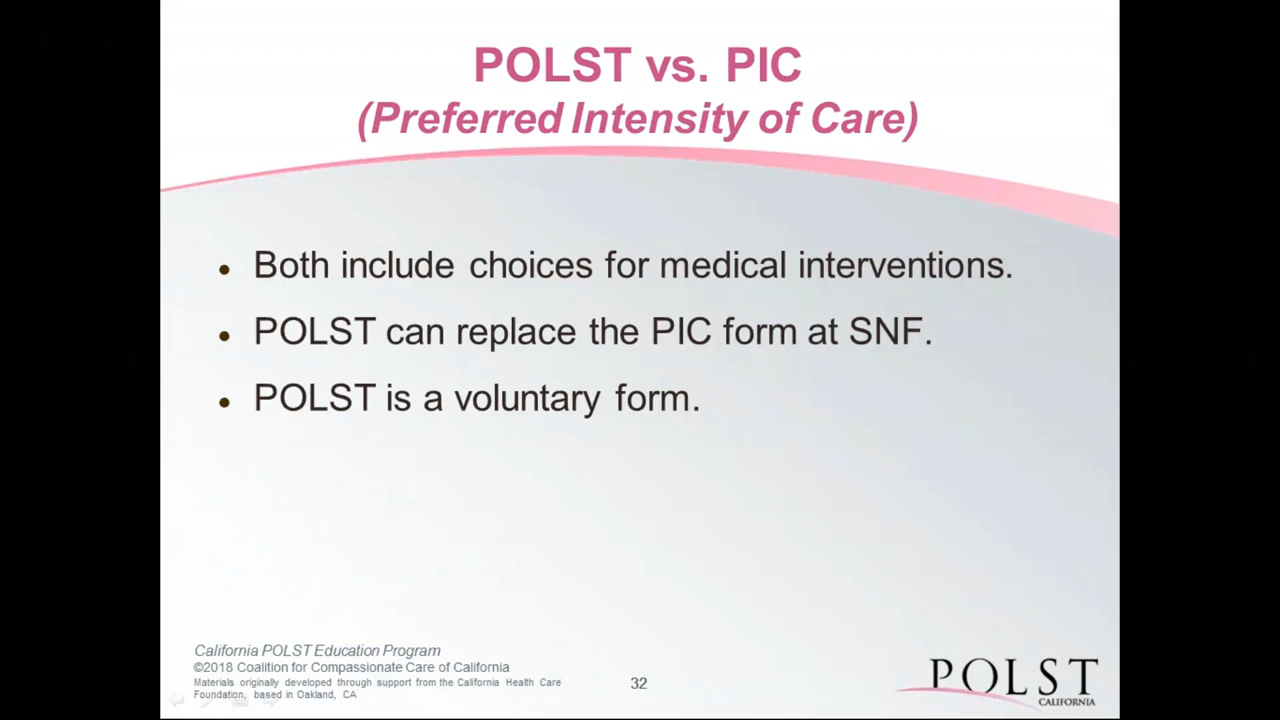 POLST vs. PIC
(Preferred Intensity of Care)
• Both include choices for medical interventions.
• POLST can replace the PIC form at SNF.
• POLST is a voluntary form.
California POLST Education Program
©2018 Coalition for Compassionate Care of California
Materials originally developed through support from the California Health Care
Foundation, based in Oakland, CA
32
POLST
CALIFORNIA